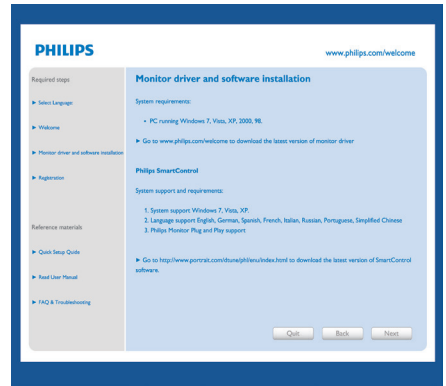 PHILIPS
www.philips.com/welcome
Required steps
Select Language:
Welcome
Monitor driver and software installation
Registration
Reference materials
Quick Setup Guide
Read User Manual
FAQ & Troubleshooting
Monitor driver and software installation
System requirements:
• PC running Windows 7, Vista, XP, 2000, 98.
Go to www.philips.com/welcome to download the latest version of monitor driver
Philips SmartControl
System support and requirements:
1. System support Windows 7, Vista, XP.
2. Language support English, German, Spanish, French, Italian, Russian, Portuguese, Simplified Chinese
3. Philips Monitor Plug and Play support
Go to http://www.portrait.com/dtune/phl/enu/index.html to download the latest version of SmartControl
software.
Quit
Back
Next